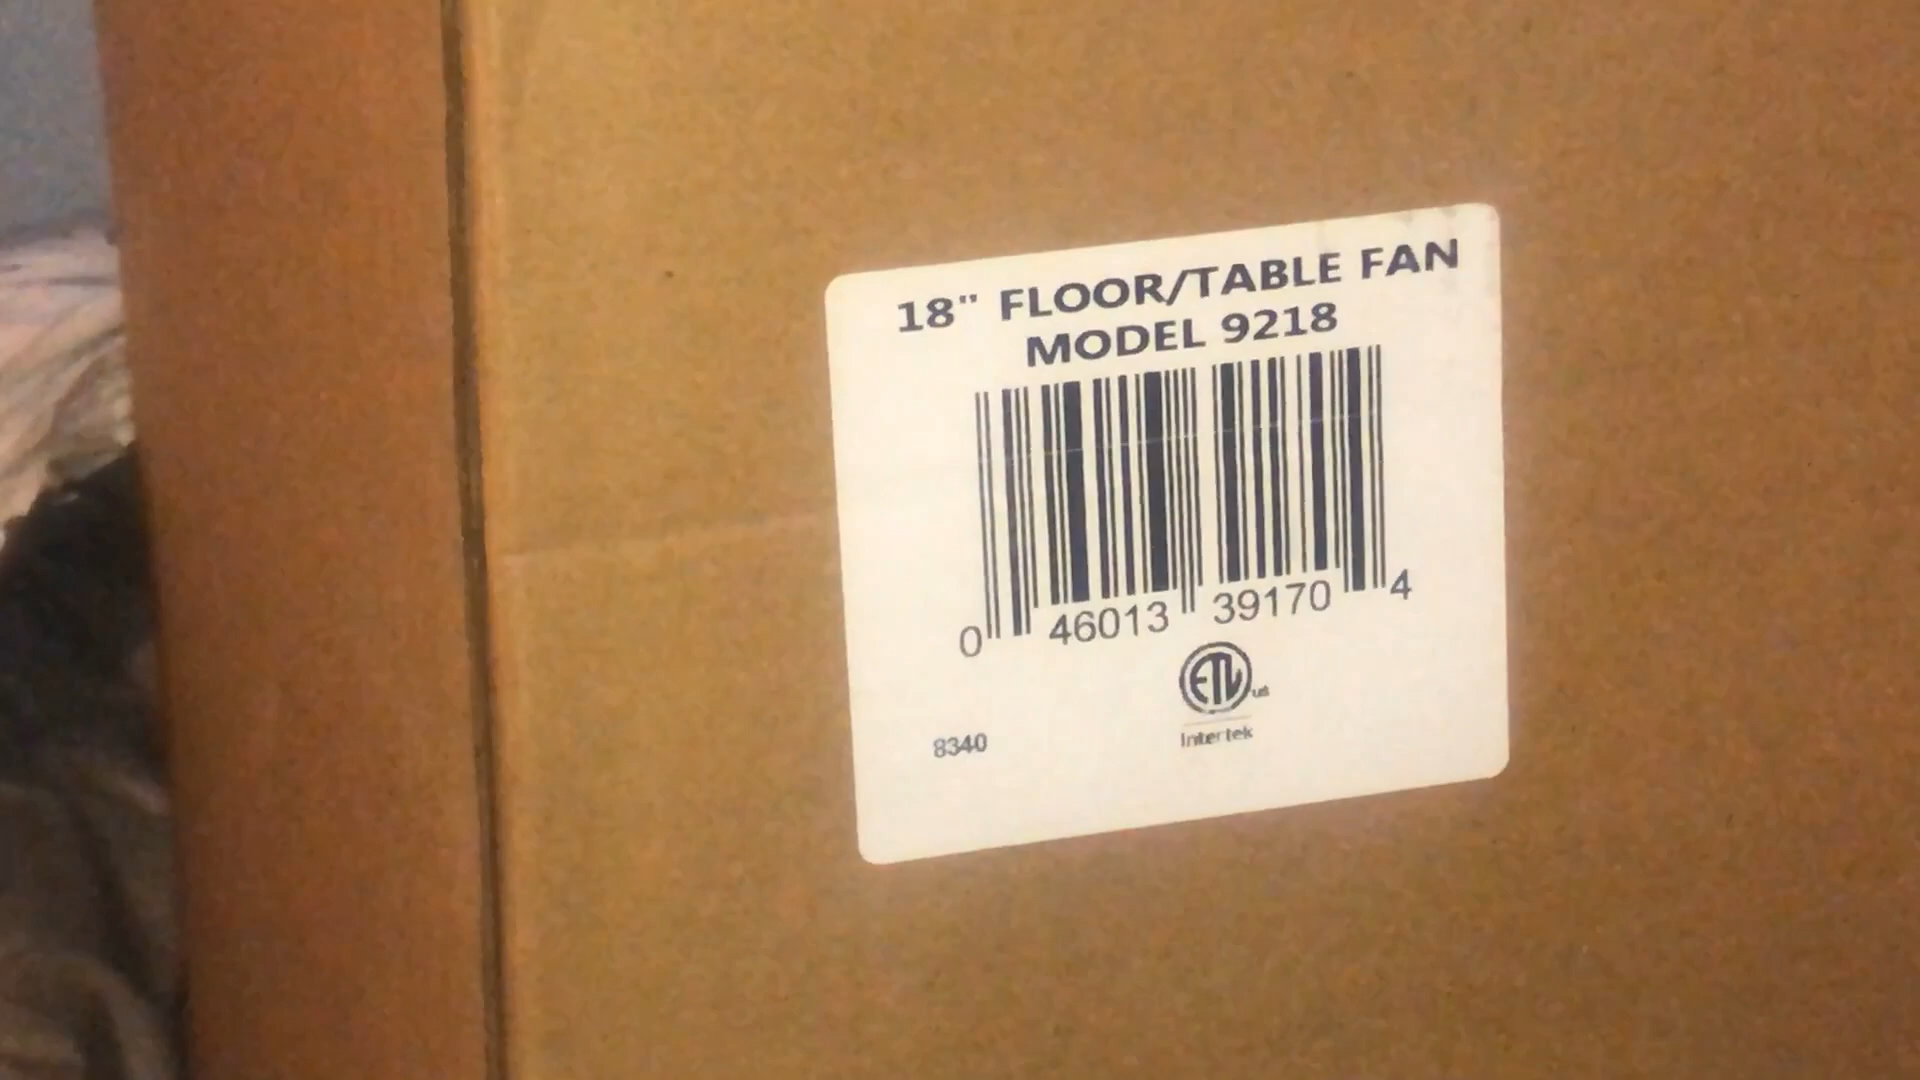 18" FLOOR/TABLE FAN
MODEL 9218
0 46013 39170 4
ETL us
Intertek
8340